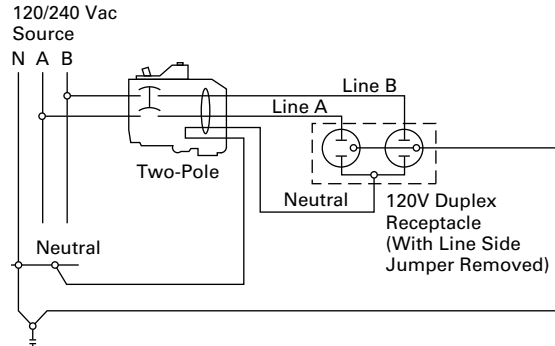 120/240 Vac
Source
N A B
Line B
Line A
Two-Pole
Neutral
120V Duplex
Receptacle
(With Line Side
Jumper Removed)
Neutral